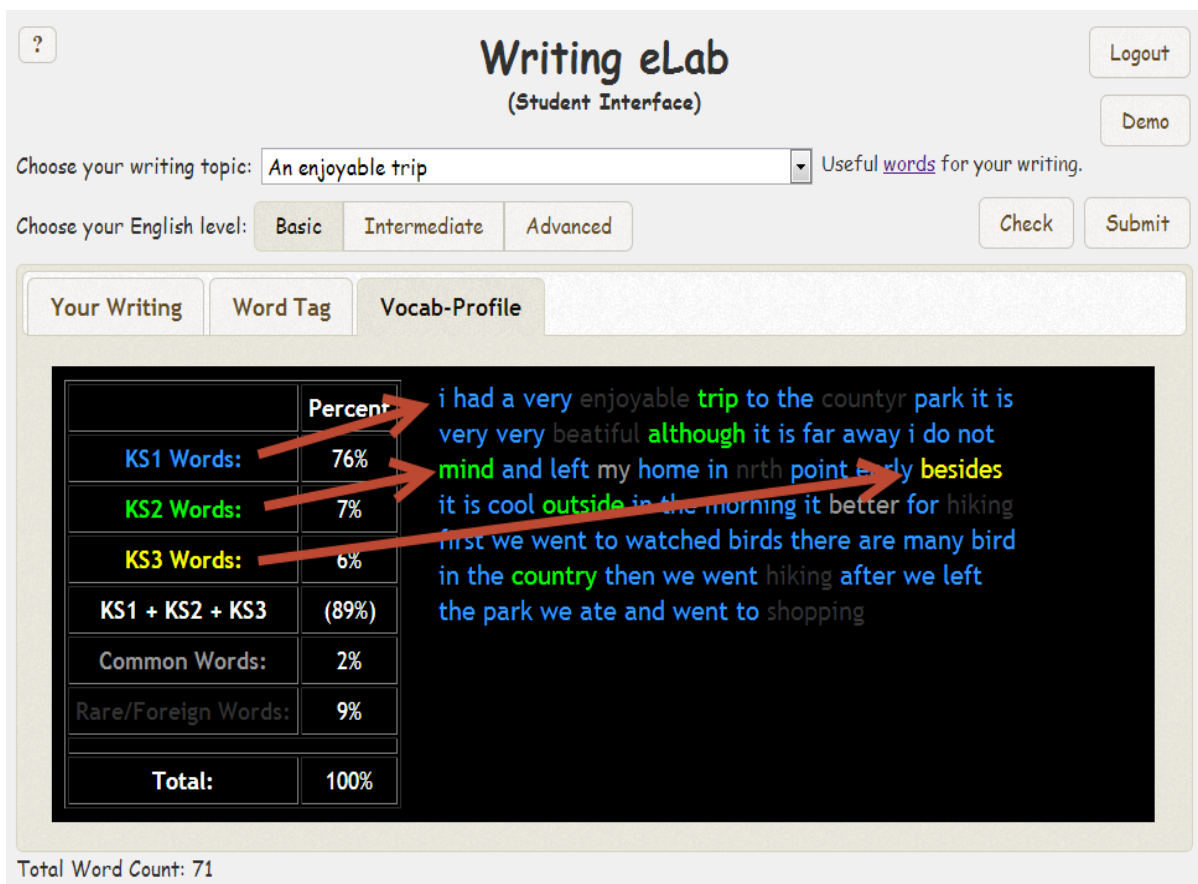 ?
Writing eLab
Logout
(Student Interface)
Demo
Choose your writing topic: An enjoyable trip Useful words for your writing.
Choose your English level: Basic Intermediate Advanced Check Submit
Your Writing Word Tag Vocab-Profile
Percent
KS1 Words: 76%
KS2 Words: 7%
KS3 Words: 6%
KS1 + KS2 + KS3 (89%)
Common Words: 2%
Rare/Foreign Words: 9%
Total: 100%
i had a very enjoyable trip to the countyr park it is
very very beatiful although it is far away i do not
mind and left my home in nrth point early besides
it is cool outside in the morning it better for hiking
first we went to watched birds there are many bird
in the country then we went hiking after we left
the park we ate and went to shopping
Total Word Count: 71